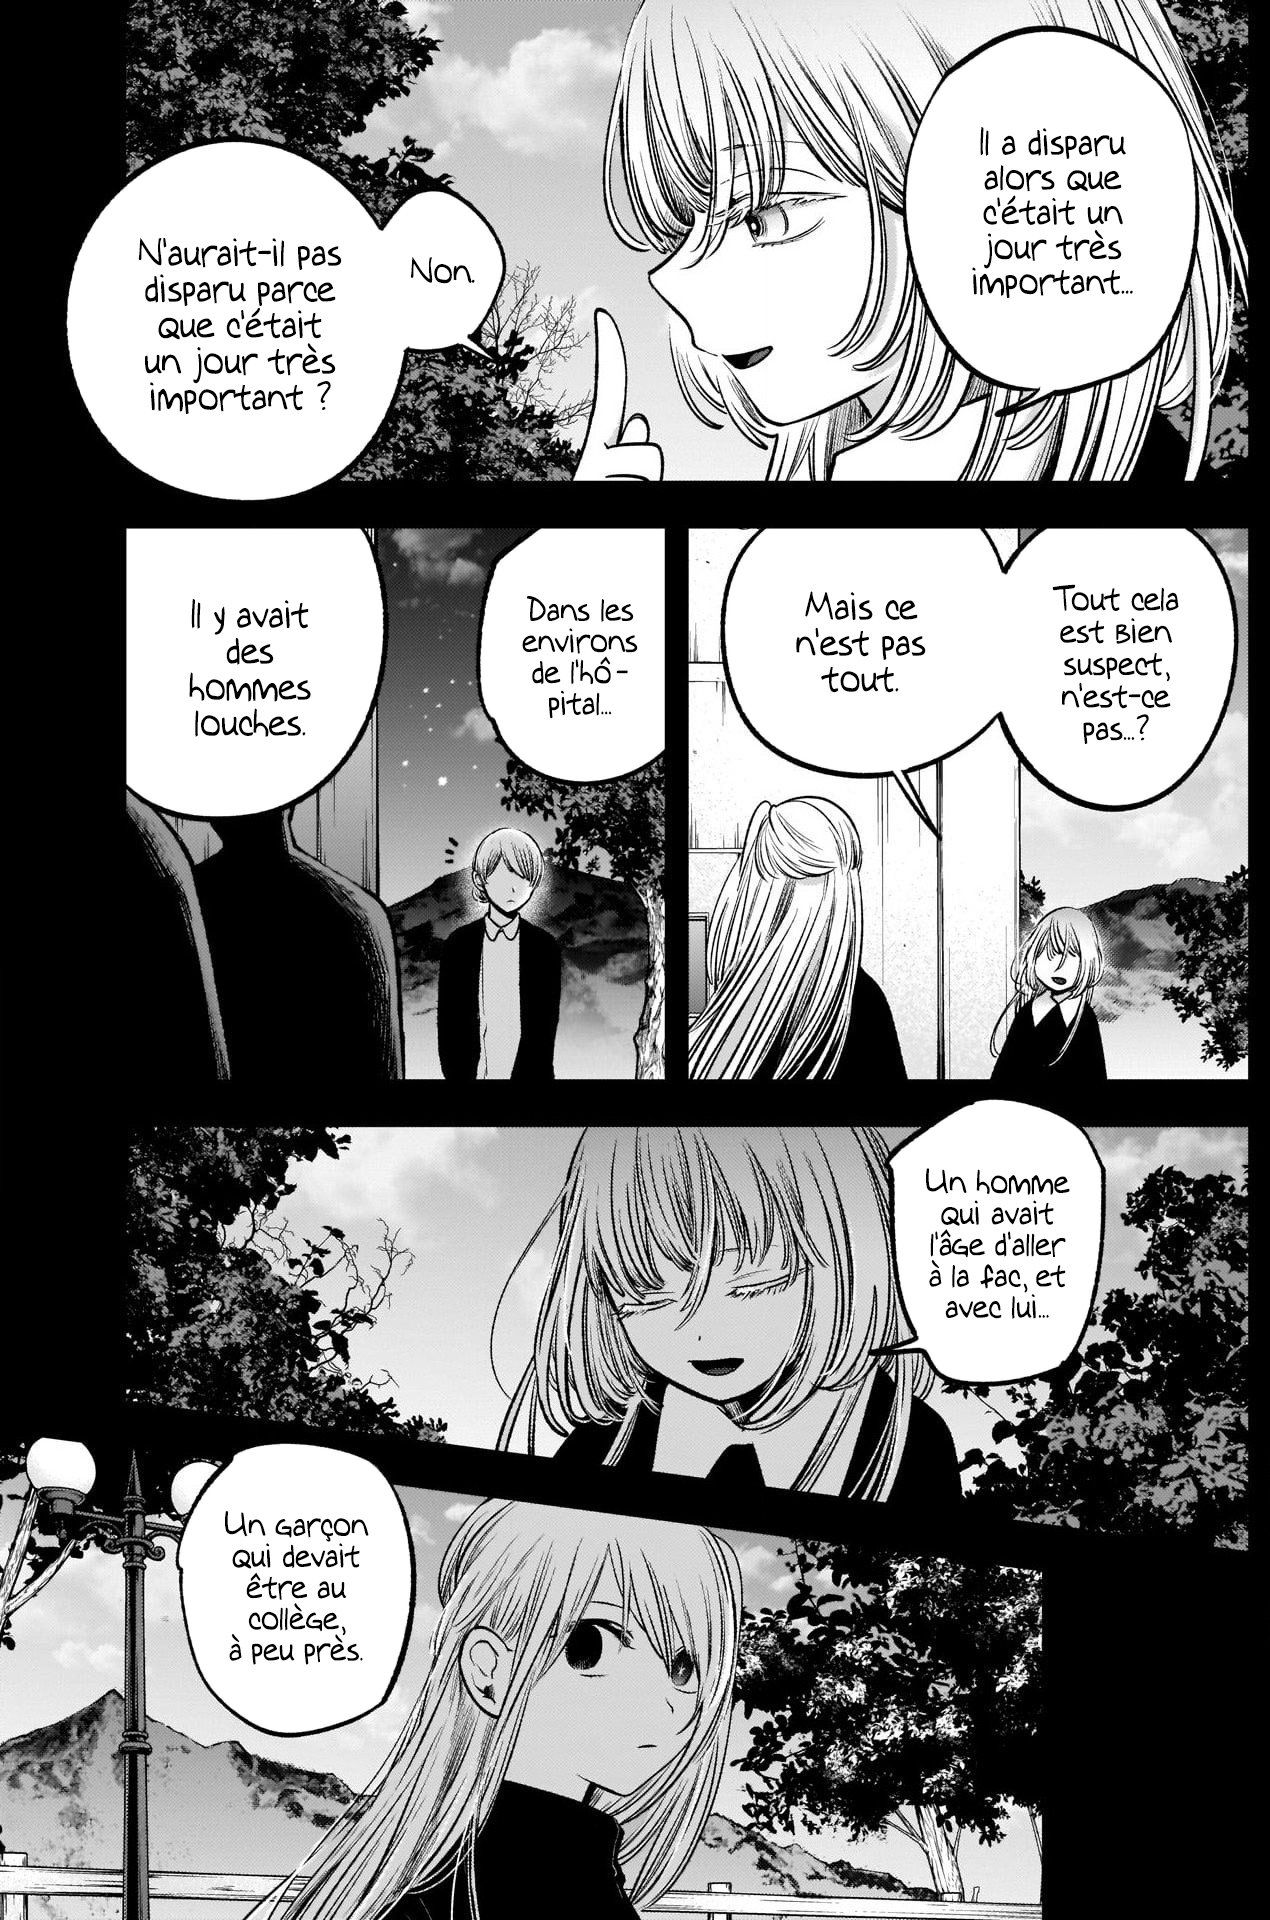 Il a disparu
alors que
c'était un
jour très
important...
Non.
N'aurait-il pas
disparu parce
que c'était
un jour très
important ?
Tout cela
est bien
suspect,
n'est-ce
pas...?
Mais ce
n'est pas
tout.
Dans les
environs
de l'hô-
pital...
Il y avait
des
hommes
louches.
Un homme
qui avait
l'âge d'aller
à la fac, et
avec lui...
Un garçon
qui devait
être au
collège,
à peu près.